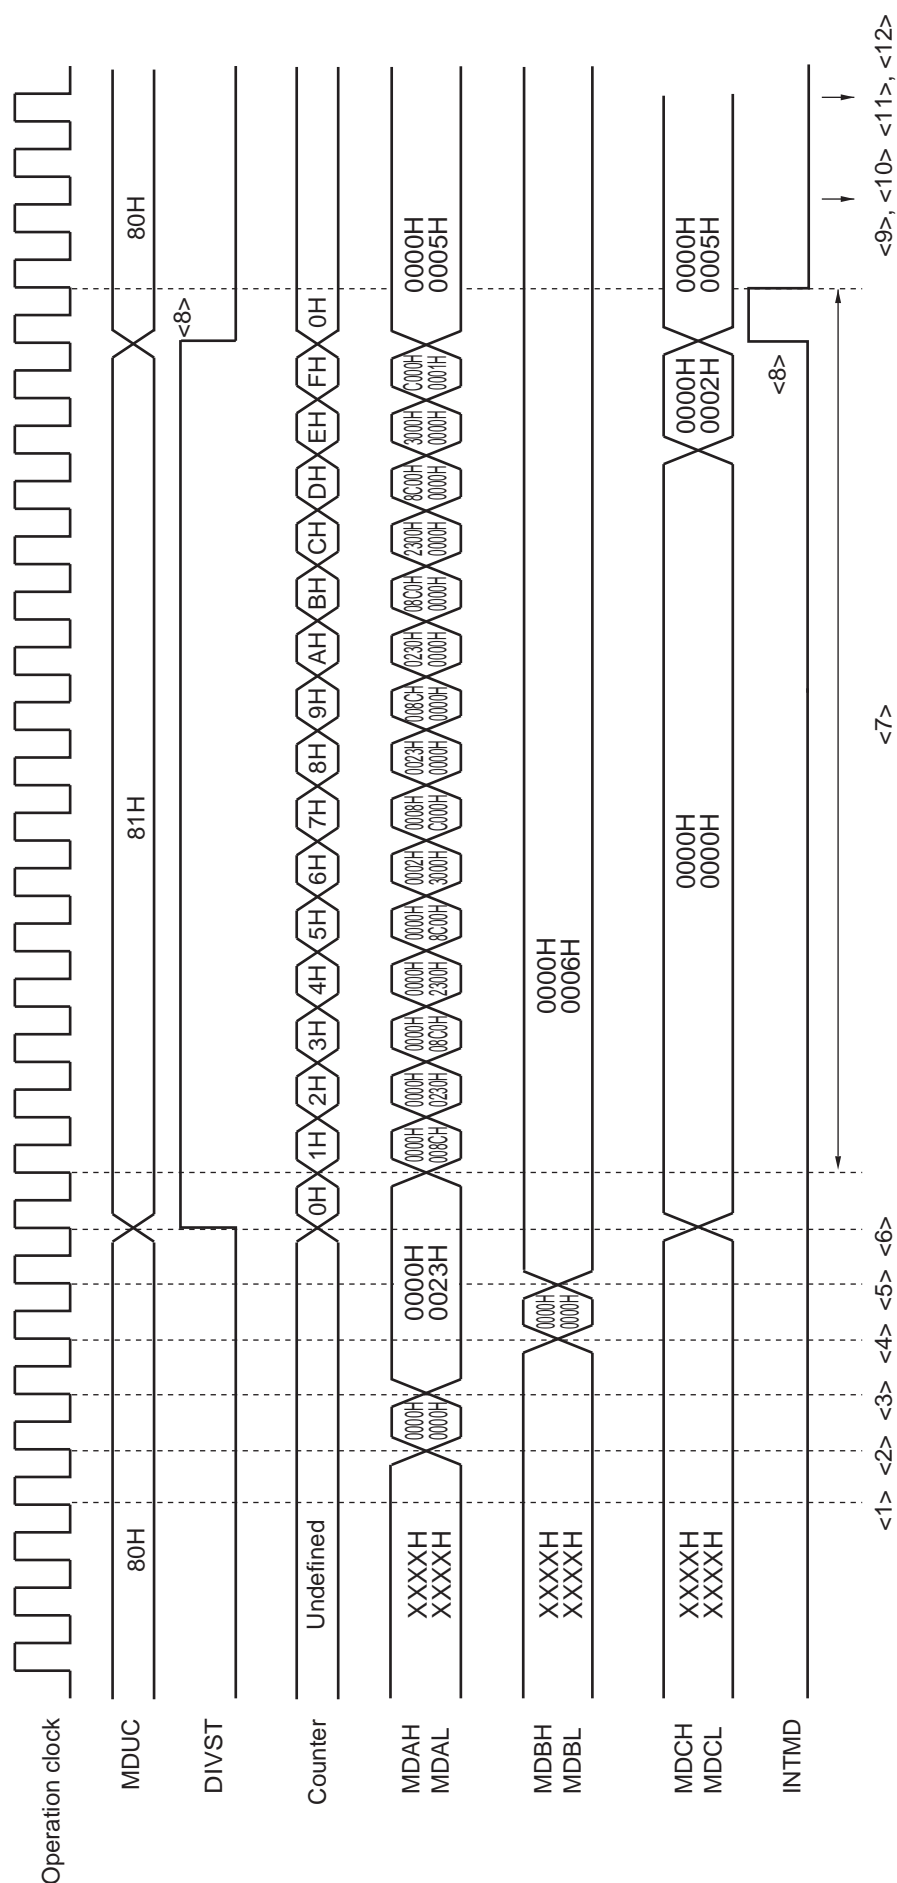 Operation clock
MDUC
80H
81H
80H
DIVST
<8>
Counter
Undefined
0H
1H
2H
3H
4H
5H
6H
7H
8H
9H
AH
BH
CH
DH
EH
FH
0H
MDAH
MDAL
XXXXH
XXXXH
0000H
0000H
0000H
0023H
0000H
008CH
0000H
0230H
0000H
08C0H
0000H
2300H
0000H
8C00H
0002H
3000H
0008H
C000H
0023H
0000H
008CH
0000H
0230H
0000H
08C0H
0000H
2300H
0000H
8C00H
0000H
3000H
0000H
C000H
0001H
0000H
0005H
MDBH
MDBL
XXXXH
XXXXH
0000H
0000H
0000H
0006H
MDCH
MDCL
XXXXH
XXXXH
0000H
0000H
0000H
0002H
0000H
0005H
INTMD
<8>
<1> <2> <3> <4> <5> <6> <7> <9>, <10> <11>, <12>